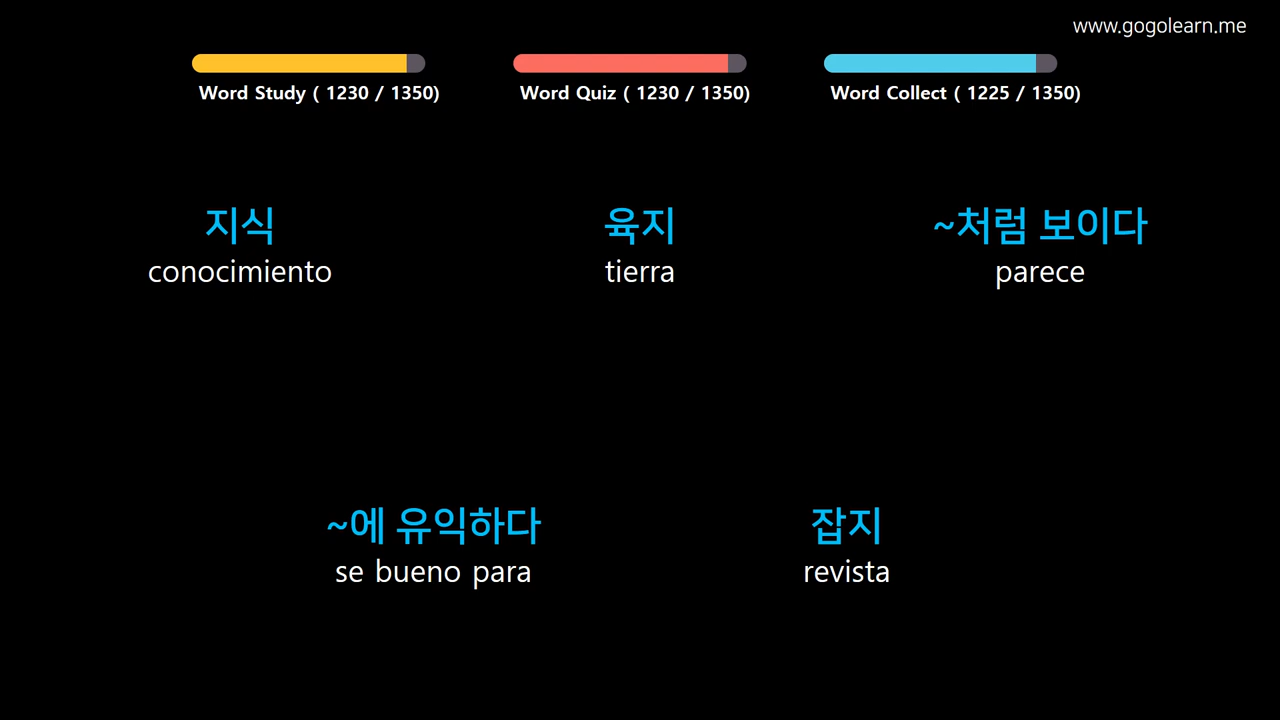 www.gogolearn.me
Word Study ( 1230 / 1350)
Word Quiz ( 1230 / 1350)
Word Collect ( 1225 / 1350)
지식
conocimiento
육지
tierra
~처럼 보이다
parece
~에 유익하다
se bueno para
잡지
revista